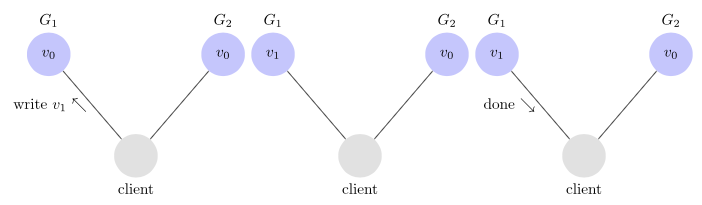 G₁ G₂ G₁ G₂ G₁ G₂
v₀ v₀ v₁ v₀ v₁ v₀
write v₁ ↖ done ↘
client client client